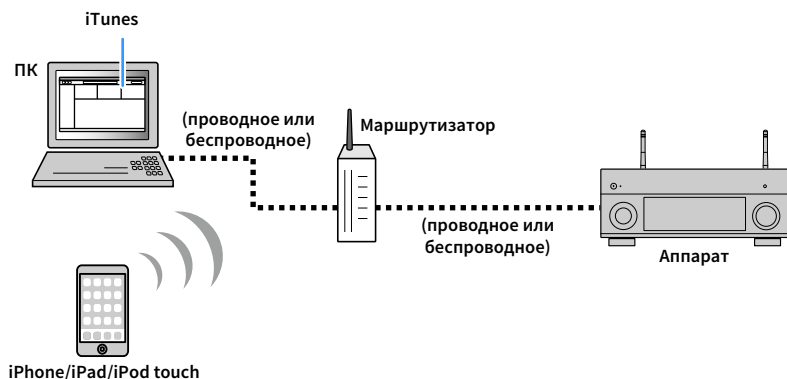 iTunes
ПК
(проводное или
беспроводное)
Маршрутизатор
(проводное или
беспроводное)
Аппарат
iPhone/iPad/iPod touch